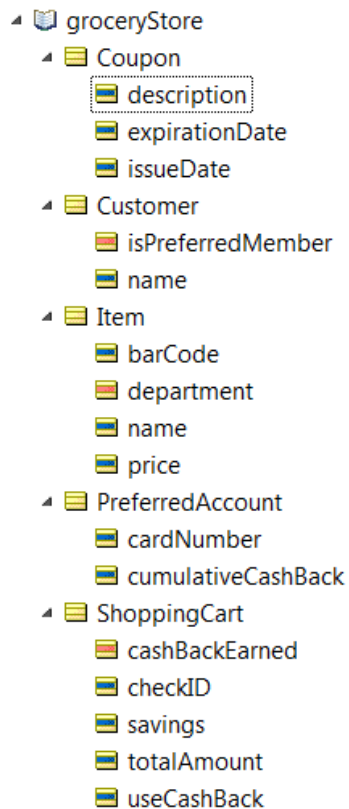 groceryStore
Coupon
description
expirationDate
issueDate
Customer
isPreferredMember
name
Item
barCode
department
name
price
PreferredAccount
cardNumber
cumulativeCashBack
ShoppingCart
cashBackEarned
checkID
savings
totalAmount
useCashBack